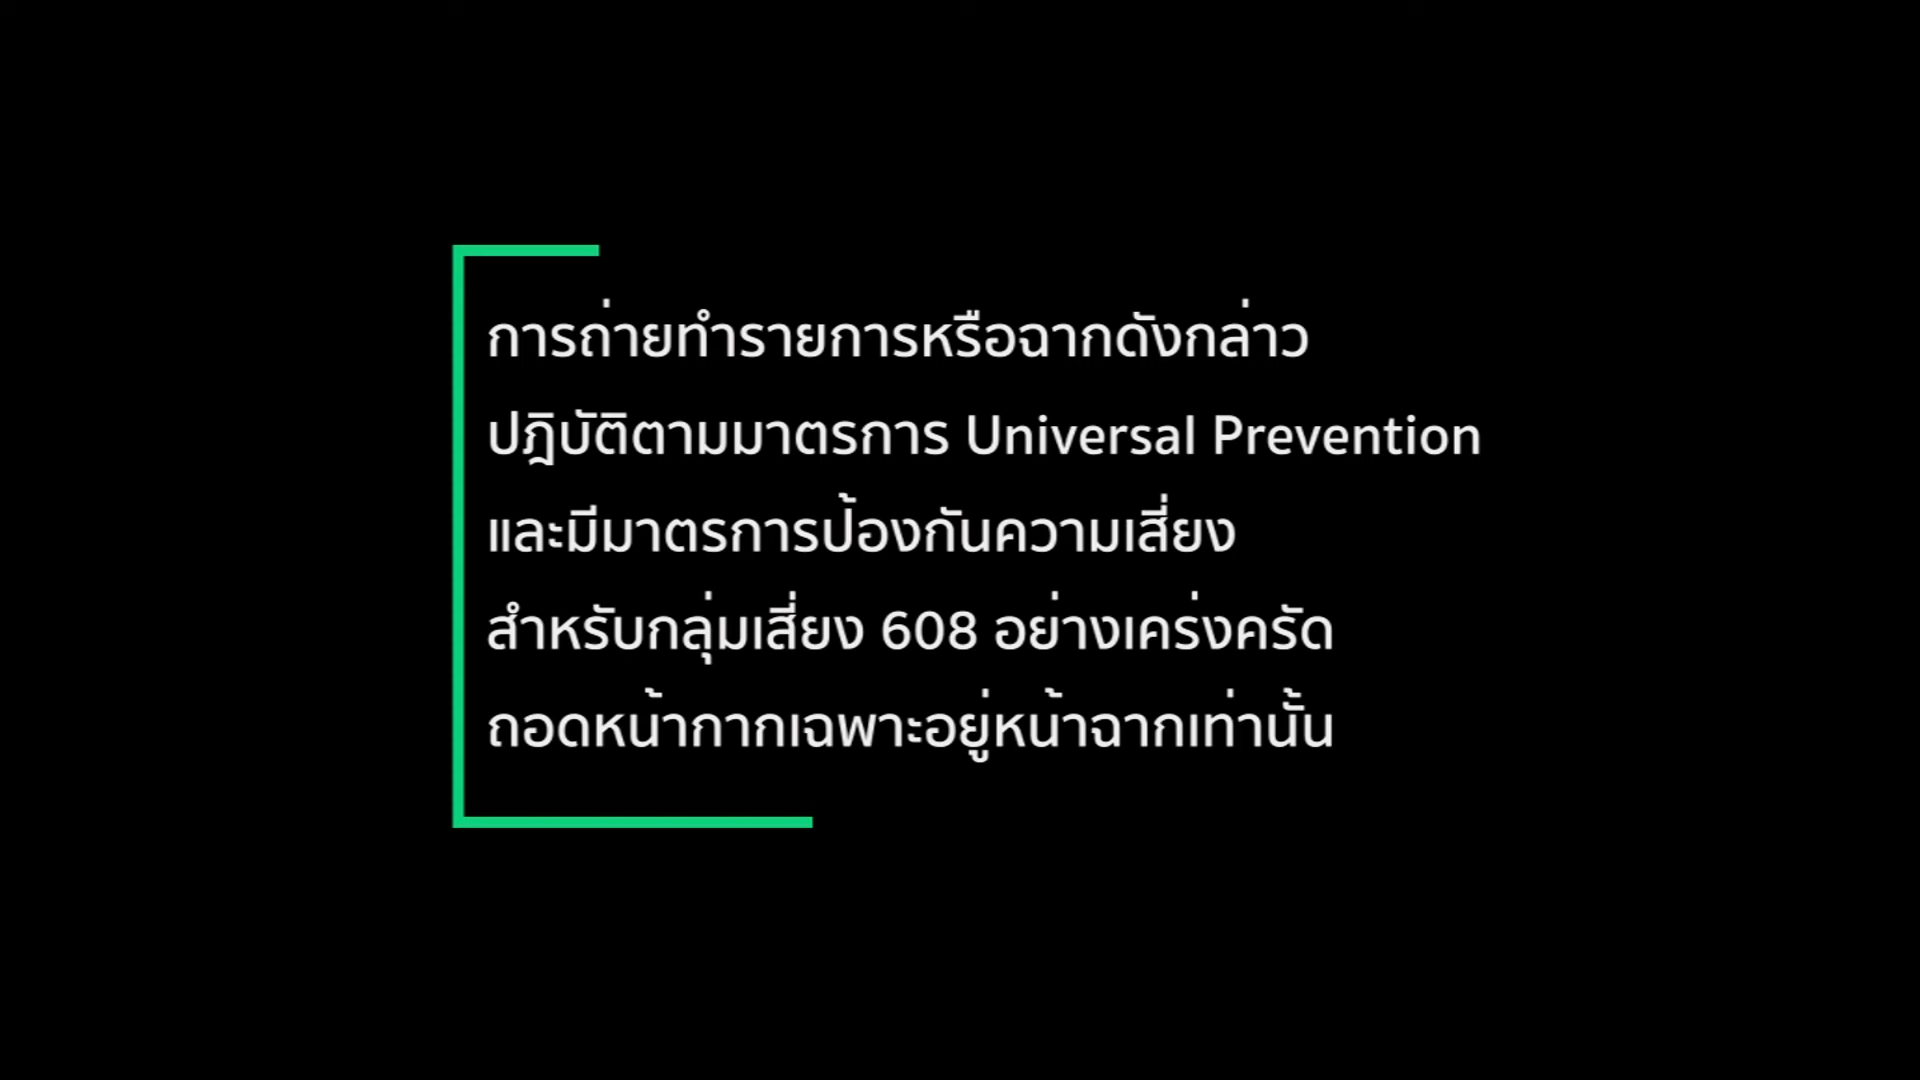 การถ่ายทำรายการหรือฉากดังกล่าว
ปฎิบัติตามมาตรการ Universal Prevention
และมีมาตรการป้องกันความเสี่ยง
สำหรับกลุ่มเสี่ยง 608 อย่างเคร่งครัด
ถอดหน้ากากเฉพาะอยู่หน้าฉากเท่านั้น